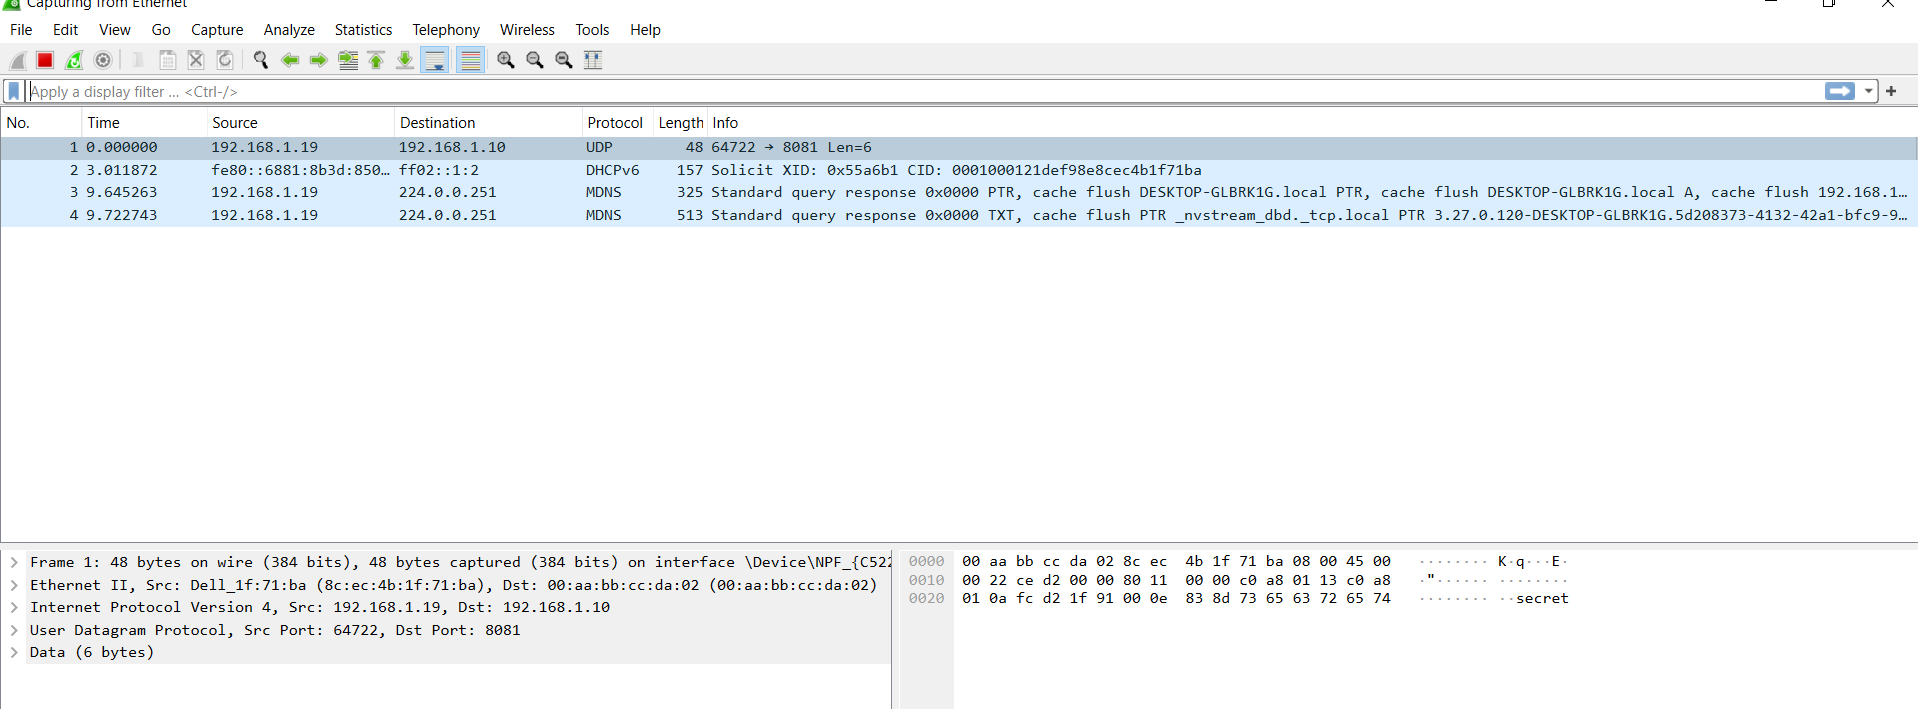 Capturing from Ethernet
File Edit View Go Capture Analyze Statistics Telephony Wireless Tools Help
Apply a display filter ... <Ctrl-/>
No. Time Source Destination Protocol Length Info
1 0.000000 192.168.1.19 192.168.1.10 UDP 48 64722 → 8081 Len=6
2 3.011872 fe80::6881:8b3d:850… ff02::1:2 DHCPv6 157 Solicit XID: 0x55a6b1 CID: 0001000121def98e8cec4b1f71ba
3 9.645263 192.168.1.19 224.0.0.251 MDNS 325 Standard query response 0x0000 PTR, cache flush DESKTOP-GLBRK1G.local PTR, cache flush DESKTOP-GLBRK1G.local A, cache flush 192.168.1…
4 9.722743 192.168.1.19 224.0.0.251 MDNS 513 Standard query response 0x0000 TXT, cache flush PTR _nvstream_dbd._tcp.local PTR 3.27.0.120-DESKTOP-GLBRK1G.5d208373-4132-42a1-bfc9-9…
Frame 1: 48 bytes on wire (384 bits), 48 bytes captured (384 bits) on interface \Device\NPF_{C522
Ethernet II, Src: Dell_1f:71:ba (8c:ec:4b:1f:71:ba), Dst: 00:aa:bb:cc:da:02 (00:aa:bb:cc:da:02)
Internet Protocol Version 4, Src: 192.168.1.19, Dst: 192.168.1.10
User Datagram Protocol, Src Port: 64722, Dst Port: 8081
Data (6 bytes)
0000 00 aa bb cc da 02 8c ec 4b 1f 71 ba 08 00 45 00 ········ K·q···E·
0010 00 22 ce d2 00 00 80 11 00 00 c0 a8 01 13 c0 a8 ·"······ ········
0020 01 0a fc d2 1f 91 00 0e 83 8d 73 65 63 72 65 74 ········ ··secret